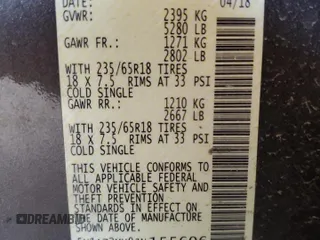 DATE: 04/18
GVWR: 2395 KG
5280 LB
GAWR FR.: 1271 KG
2802 LB
WITH 235/65R18 TIRES
18 X 7.5 RIMS AT 33 PSI
COLD SINGLE
GAWR RR.: 1210 KG
2667 LB
WITH 235/65R18 TIRES
18 X 7.5 RIMS AT 33 PSI
COLD SINGLE
THIS VEHICLE CONFORMS TO
ALL APPLICABLE FEDERAL
MOTOR VEHICLE SAFETY AND THEFT
PREVENTION STANDARDS IN EFFECT
ON THE DATE OF MANUFACTURE
SHOWN ABOVE.
DREAMBID